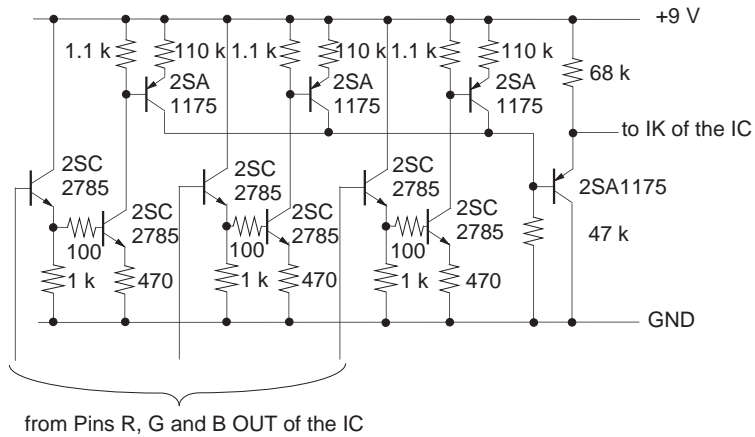 +9 V
1.1 k
110 k
1.1 k
110 k
1.1 k
110 k
68 k
2SA
1175
2SA
1175
2SA
1175
to IK of the IC
2SC
2785
2SC
2785
2SC
2785
2SA1175
2SC
2785
2SC
2785
2SC
2785
100
100
100
47 k
1 k
470
1 k
470
1 k
470
GND
from Pins R, G and B OUT of the IC